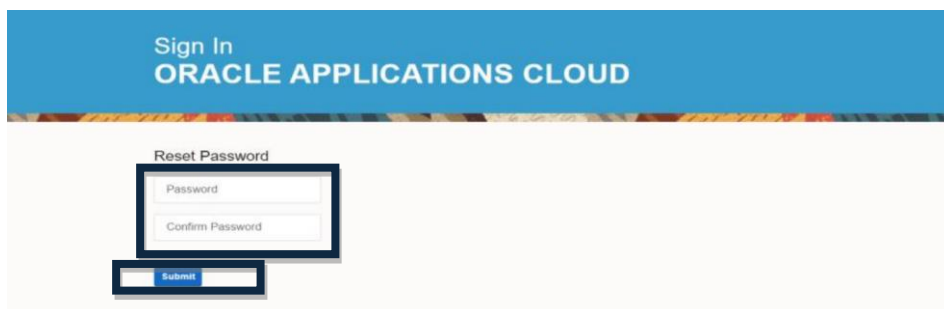 Sign In
ORACLE APPLICATIONS CLOUD
Reset Password
Password
Confirm Password
Submit